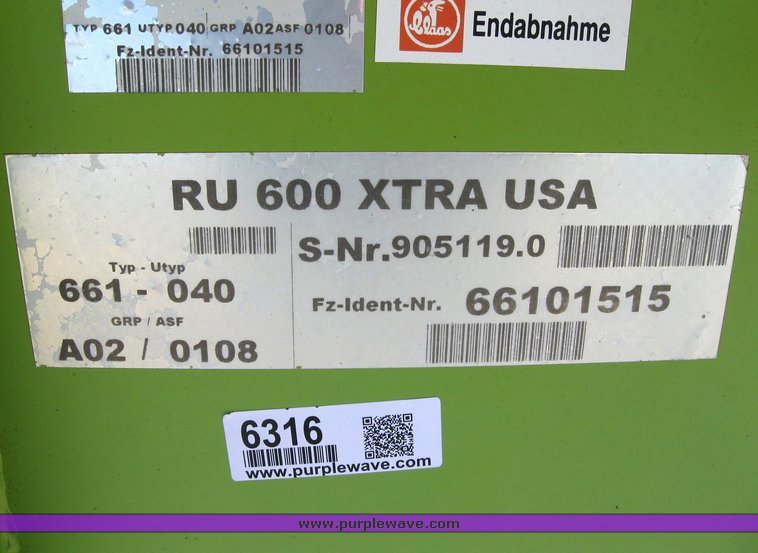 TYP 661 UTYP 040 GRP A02 ASF 0108
Fz-Ident-Nr. 66101515
Claas
Endabnahme
RU 600 XTRA USA
S-Nr.905119.0
Typ - Utyp
661 - 040
Fz-Ident-Nr. 66101515
GRP / ASF
A02 / 0108
6316
www.purplewave.com
www.purplewave.com